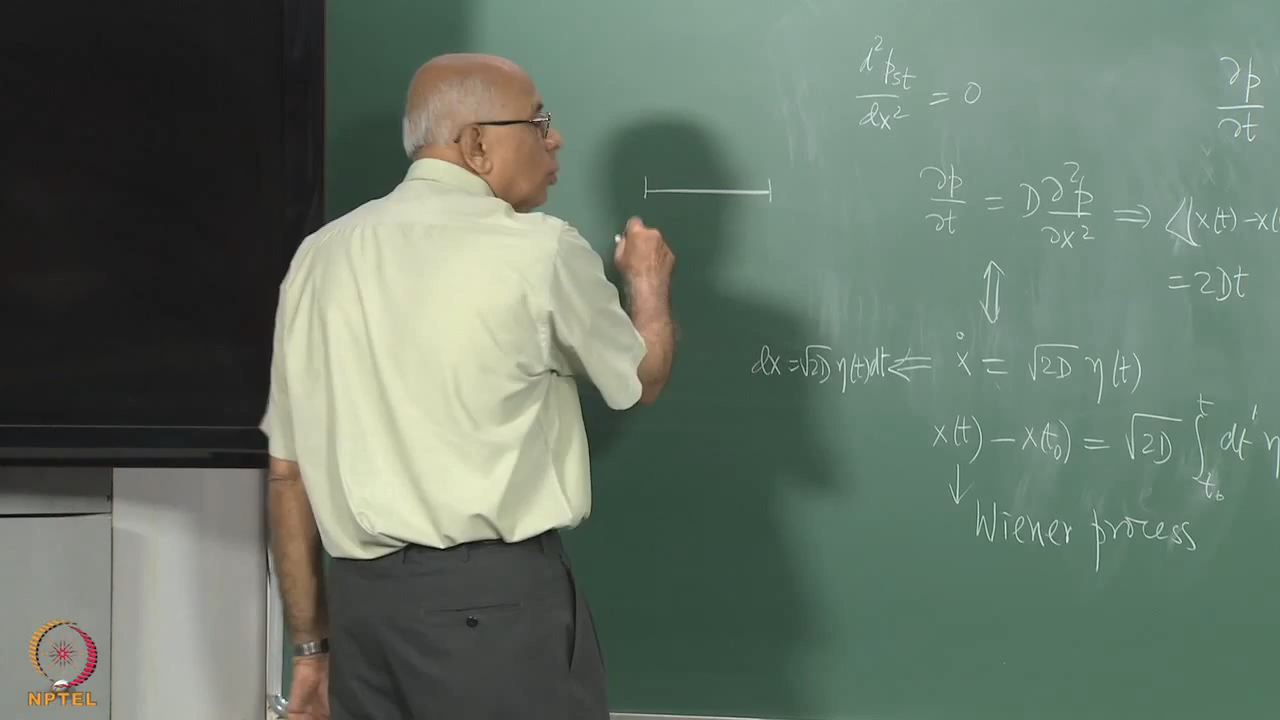 d²p_st/dx² = 0
∂p/∂t
∂p/∂t = D ∂²p/∂x² ⇒ ⟨(x(t) - x(
= 2Dt
dx = √2D η(t)dt ⇐ ẋ = √2D η(t)
x(t) - x(t₀) = √2D ∫_{t₀}^{t} dt' η
Wiener process
NPTEL